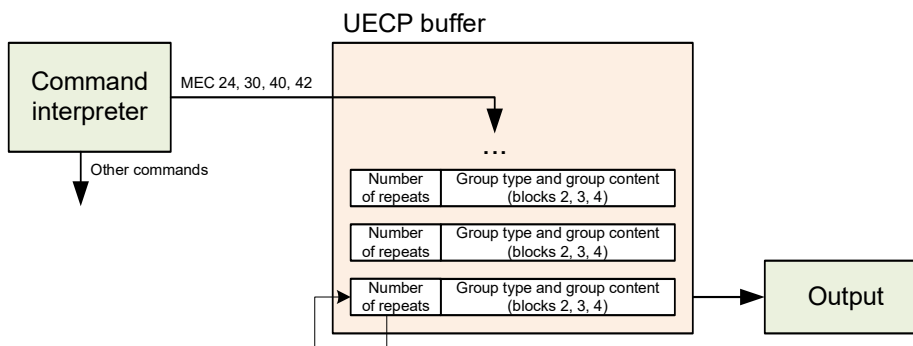 UECP buffer
Command
interpreter
MEC 24, 30, 40, 42
Other commands
...
Number
of repeats
Group type and group content
(blocks 2, 3, 4)
Number
of repeats
Group type and group content
(blocks 2, 3, 4)
Number
of repeats
Group type and group content
(blocks 2, 3, 4)
Output